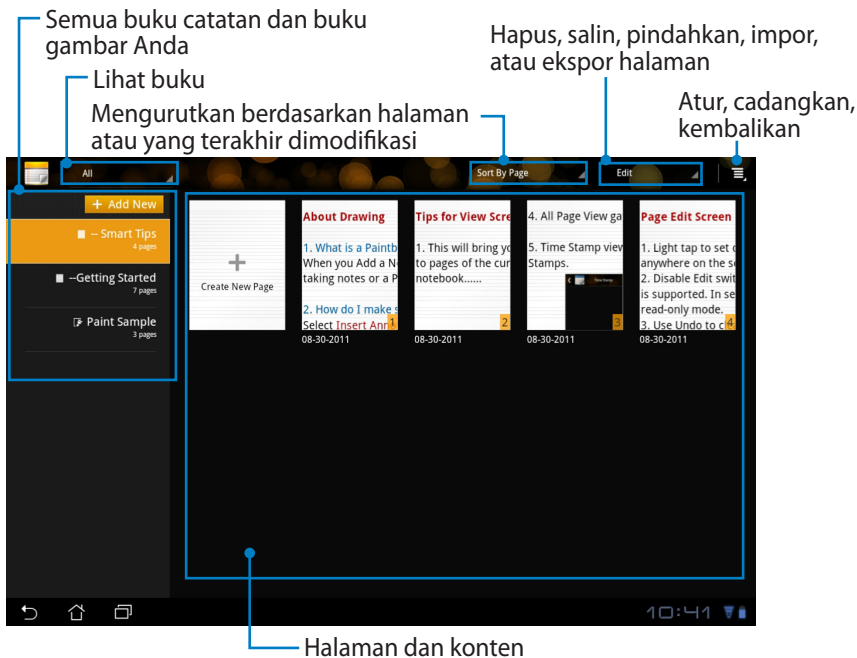 Semua buku catatan dan buku
gambar Anda
Lihat buku
Mengurutkan berdasarkan halaman
atau yang terakhir dimodifikasi
Hapus, salin, pindahkan, impor,
atau ekspor halaman
Atur, cadangkan,
kembalikan
All
Sort By Page
Edit
+ Add New
-- Smart Tips
4 pages
--Getting Started
7 pages
Paint Sample
3 pages
+
Create New Page
About Drawing
1. What is a Paintb
When you Add a N
taking notes or a P
2. How do I make s
Select Insert Ann
1
08-30-2011
Tips for View Scre
1. This will bring yo
to pages of the cur
notebook......
2
08-30-2011
4. All Page View ga
5. Time Stamp view
Stamps.
3
08-30-2011
Page Edit Screen
1. Light tap to set c
anywhere on the s
2. Disable Edit swit
is supported. In se
read-only mode.
3. Use Undo to c
4
08-30-2011
10:41
Halaman dan konten